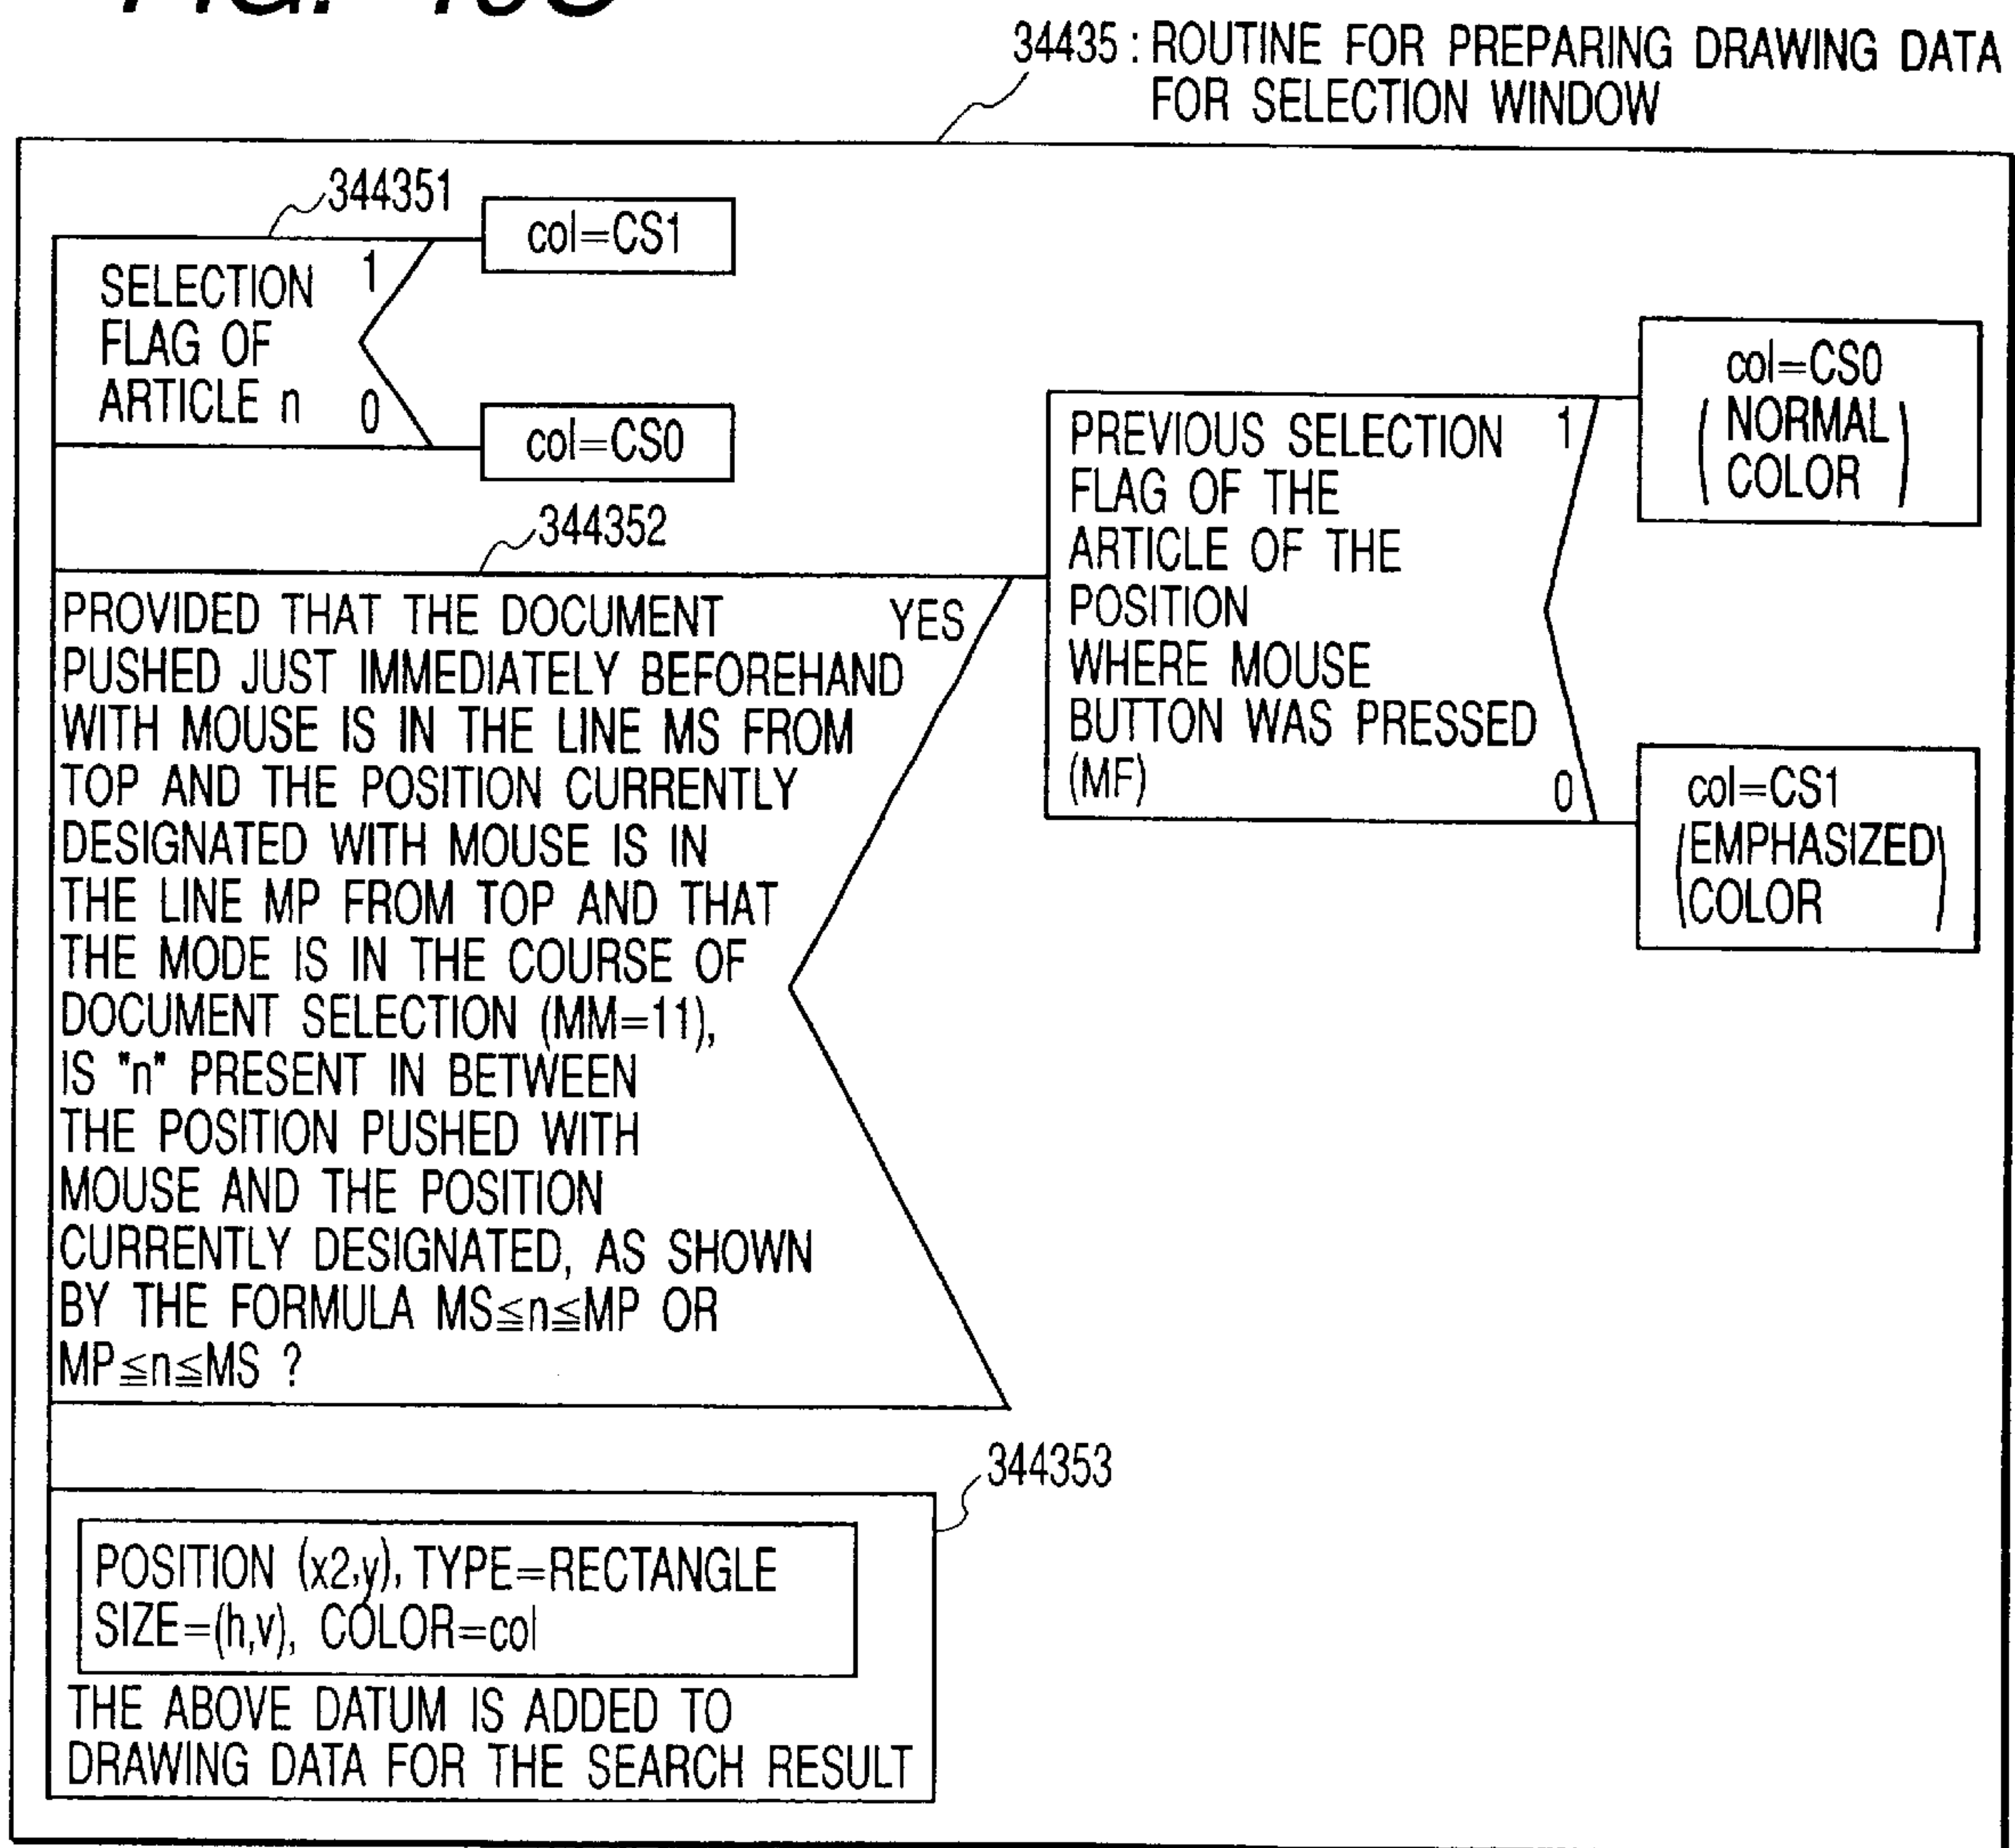 34435 : ROUTINE FOR PREPARING DRAWING DATA
FOR SELECTION WINDOW
344351
SELECTION
FLAG OF
ARTICLE n
1
0
col=CS1
col=CS0
344352
PROVIDED THAT THE DOCUMENT YES
PUSHED JUST IMMEDIATELY BEFOREHAND
WITH MOUSE IS IN THE LINE MS FROM
TOP AND THE POSITION CURRENTLY
DESIGNATED WITH MOUSE IS IN
THE LINE MP FROM TOP AND THAT
THE MODE IS IN THE COURSE OF
DOCUMENT SELECTION (MM=11),
IS "n" PRESENT IN BETWEEN
THE POSITION PUSHED WITH
MOUSE AND THE POSITION
CURRENTLY DESIGNATED, AS SHOWN
BY THE FORMULA MS≦n≦MP OR
MP≦n≦MS ?
PREVIOUS SELECTION 1
FLAG OF THE
ARTICLE OF THE
POSITION
WHERE MOUSE
BUTTON WAS PRESSED
(MF) 0
col=CS0
(NORMAL
COLOR)
col=CS1
(EMPHASIZED
COLOR)
344353
POSITION (x2,y), TYPE=RECTANGLE
SIZE=(h,v), COLOR=col
THE ABOVE DATUM IS ADDED TO
DRAWING DATA FOR THE SEARCH RESULT